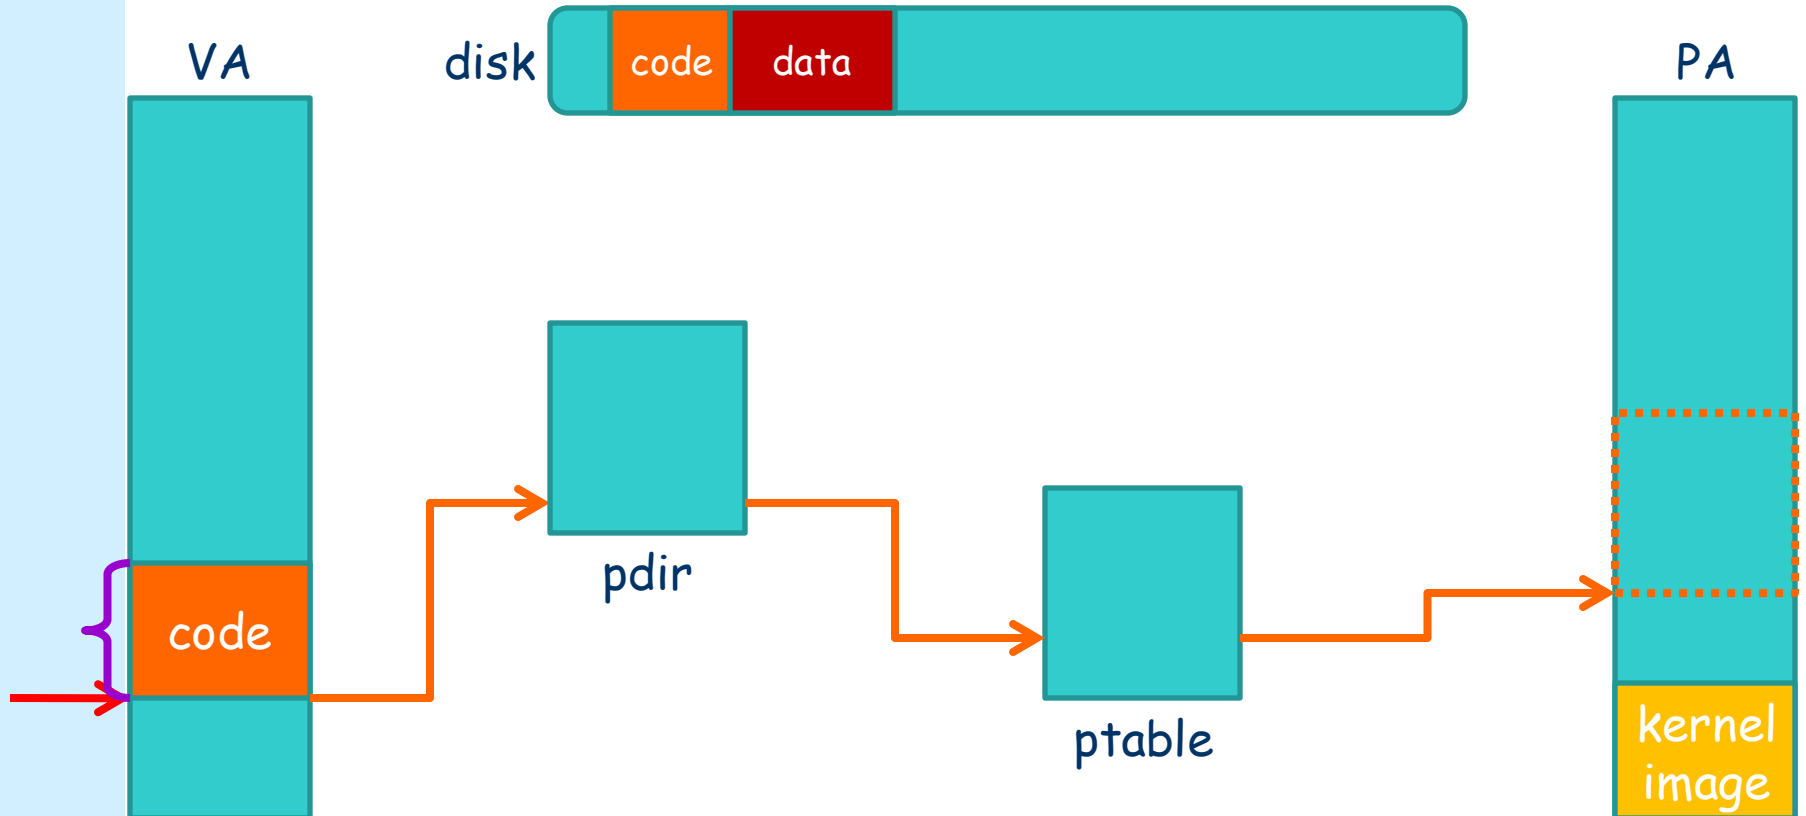 VA
disk
code
data
PA
pdir
code
ptable
kernel
image